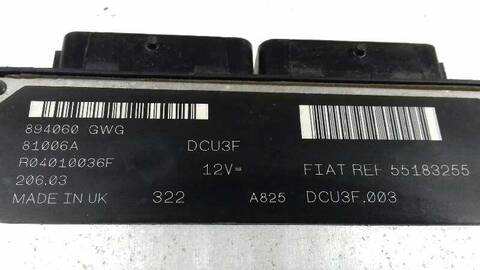 894060 GWG
81006A DCU3F
R04010036F 12V= FIAT REF 55183255
206.03
MADE IN UK 322 A825 DCU3F.003